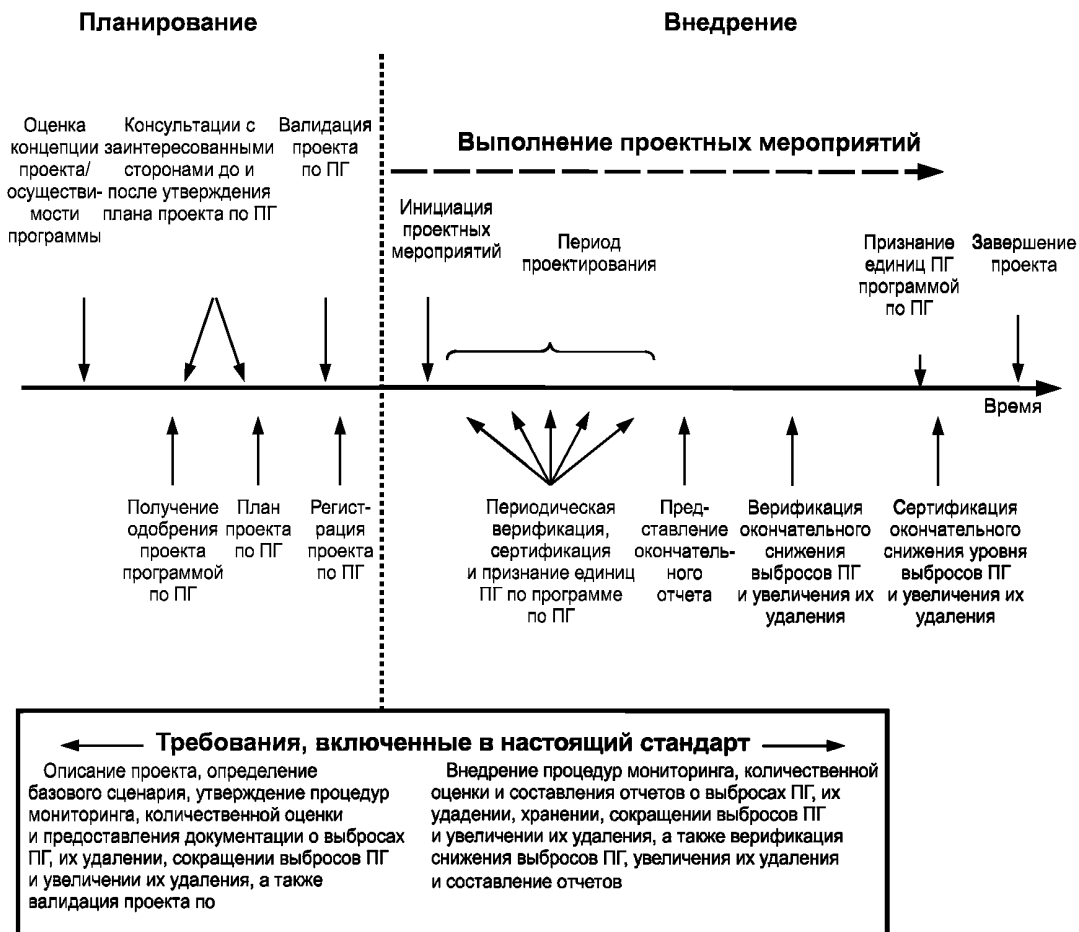 Планирование
Внедрение
Оценка
концепции
проекта/
осуществи-
мости
программы
Консультации с
заинтересованными
сторонами до и
после утверждения
плана проекта по ПГ
Валидация
проекта
по ПГ
Выполнение проектных мероприятий
Инициация
проектных
мероприятий
Период
проектирования
Признание
единиц ПГ
программой
по ПГ
Завершение
проекта
Время
Получение
одобрения
проекта
программой
по ПГ
План
проекта
по ПГ
Регист-
рация
проекта
по ПГ
Периодическая
верификация,
сертификация
и признание единиц
ПГ по программе
по ПГ
Пред-
ставление
окончатель-
ного
отчета
Верификация
окончательного
снижения
выбросов ПГ
и увеличения их
удаления
Сертификация
окончательного
снижения уровня
выбросов ПГ
и увеличения их
удаления
Требования, включенные в настоящий стандарт
Описание проекта, определение
базового сценария, утверждение процедур
мониторинга, количественной оценки
и предоставления документации о выбросах
ПГ, их удалении, сокращении выбросов ПГ
и увеличении их удаления, а также
валидация проекта по
Внедрение процедур мониторинга, количественной
оценки и составления отчетов о выбросах ПГ, их
удадении, хранении, сокращении выбросов ПГ
и увеличении их удаления, а также верификация
снижения выбросов ПГ, увеличения их удаления
и составление отчетов